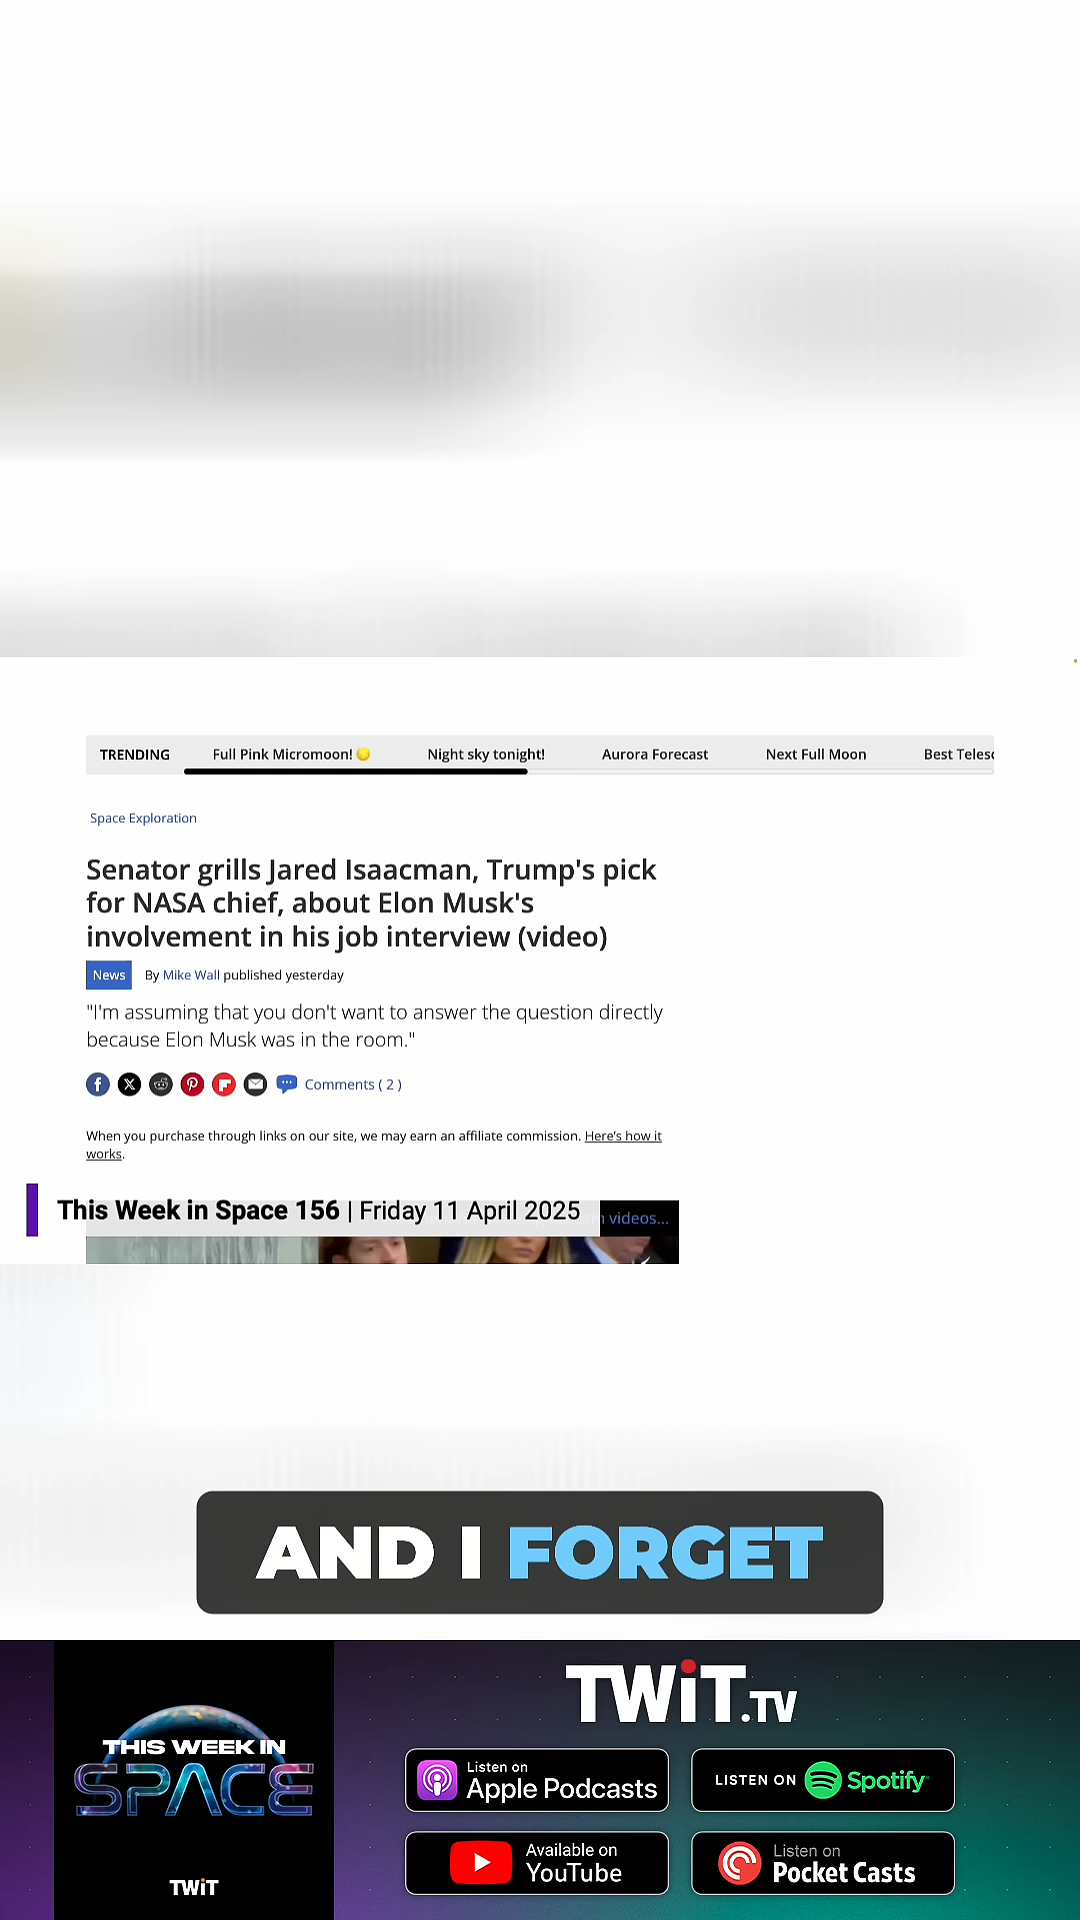 TRENDING Full Pink Micromoon! Night sky tonight! Aurora Forecast Next Full Moon Best Telesc
Space Exploration
Senator grills Jared Isaacman, Trump's pick
for NASA chief, about Elon Musk's
involvement in his job interview (video)
News By Mike Wall published yesterday
"I'm assuming that you don't want to answer the question directly
because Elon Musk was in the room."
Comments ( 2 )
When you purchase through links on our site, we may earn an affiliate commission. Here's how it
works.
This Week in Space 156 | Friday 11 April 2025
videos...
AND I FORGET
THIS WEEK IN
SPACE
TWiT
TWiT.TV
Listen on
Apple Podcasts
LISTEN ON Spotify
Available on
YouTube
Listen on
Pocket Casts